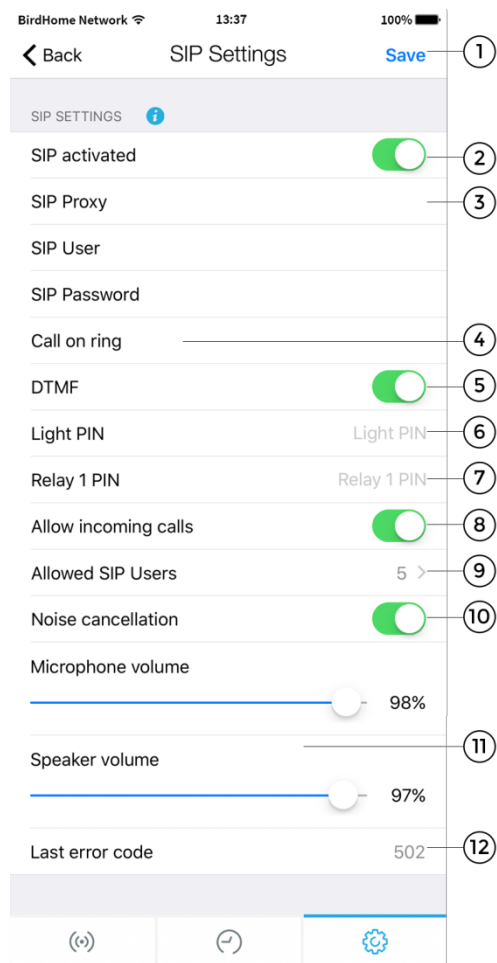 BirdHome Network 13:37 100%
Back SIP Settings Save 1
SIP SETTINGS i
SIP activated 2
SIP Proxy 3
SIP User
SIP Password
Call on ring 4
DTMF 5
Light PIN Light PIN 6
Relay 1 PIN Relay 1 PIN 7
Allow incoming calls 8
Allowed SIP Users 5 > 9
Noise cancellation 10
Microphone volume
98%
11
Speaker volume
97%
Last error code 502 12